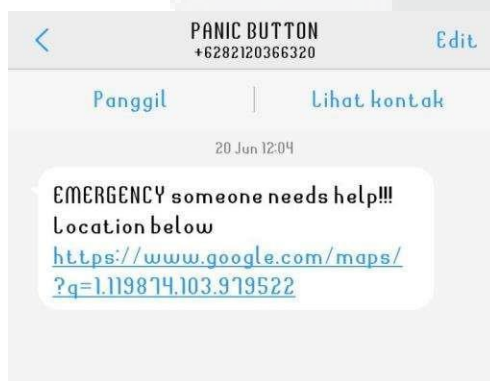 PANIC BUTTON
+6282120366320
Edit
Panggil
Lihat kontak
20 Jun 12:04
EMERGENCY someone needs help!!!
Location below
https://www.google.com/maps/
?q=1.119874,103.979522